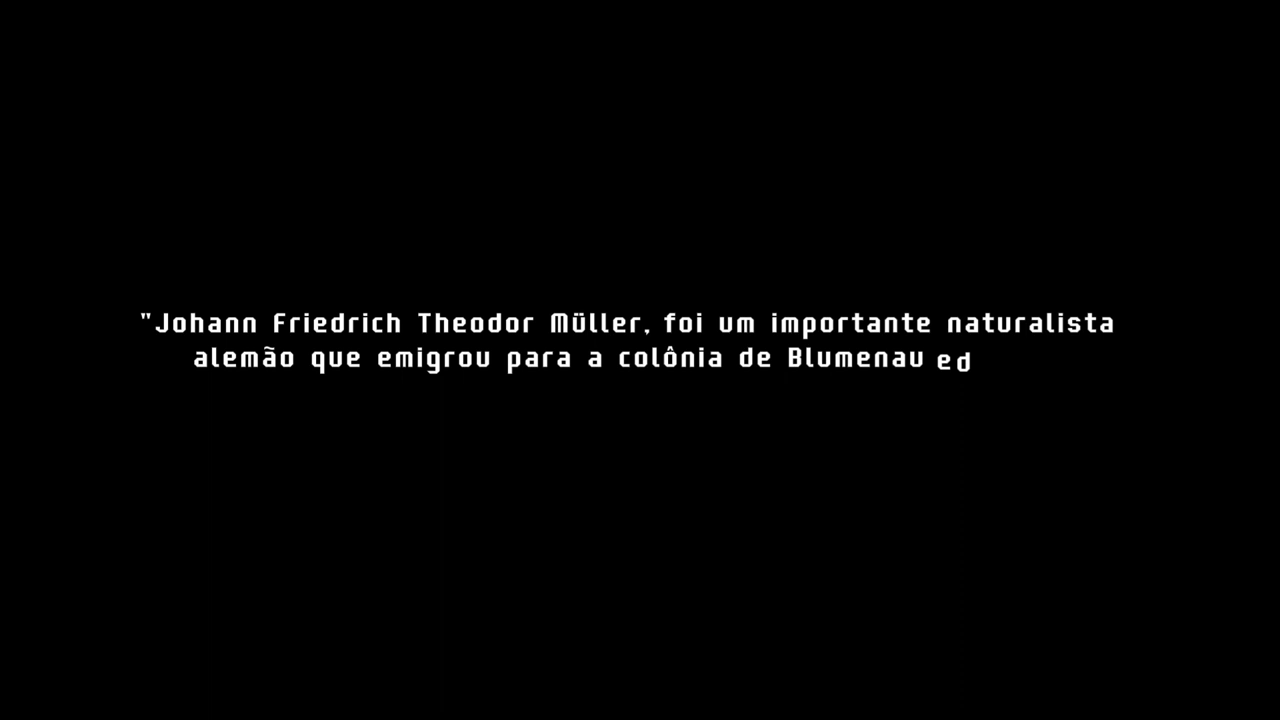 "Johann Friedrich Theodor Müller, foi um importante naturalista
alemão que emigrou para a colônia de Blumenau ed